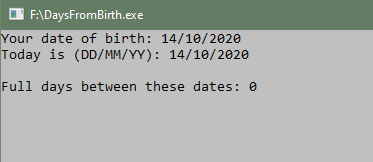 F:\DaysFromBirth.exe
Your date of birth: 14/10/2020
Today is (DD/MM/YY): 14/10/2020
Full days between these dates: 0